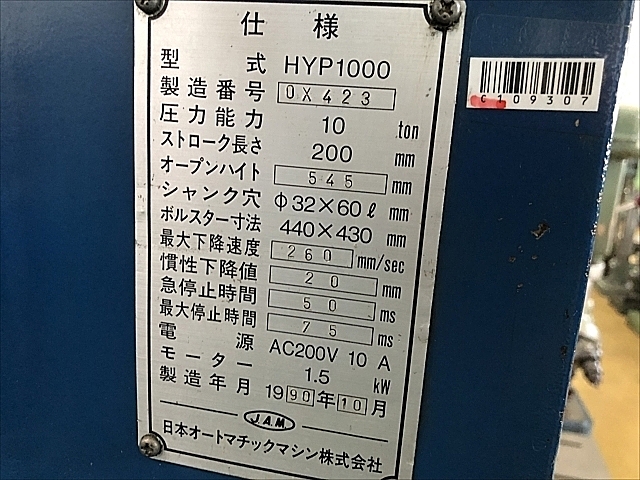 仕様
型式 HYP1000
製造番号 OX423
圧力能力 10 ton
ストローク長さ 200 mm
オープンハイト 545 mm
シャンク穴 φ32×60ℓ mm
ボルスター寸法 440×430 mm
最大下降速度 260 mm/sec
慣性下降値 20 mm
急停止時間 50 ms
最大停止時間 75 ms
電源 AC200V 10 A
モーター 1.5 kW
製造年月 1990年10月
J.A.M
日本オートマチックマシン株式会社
C109307